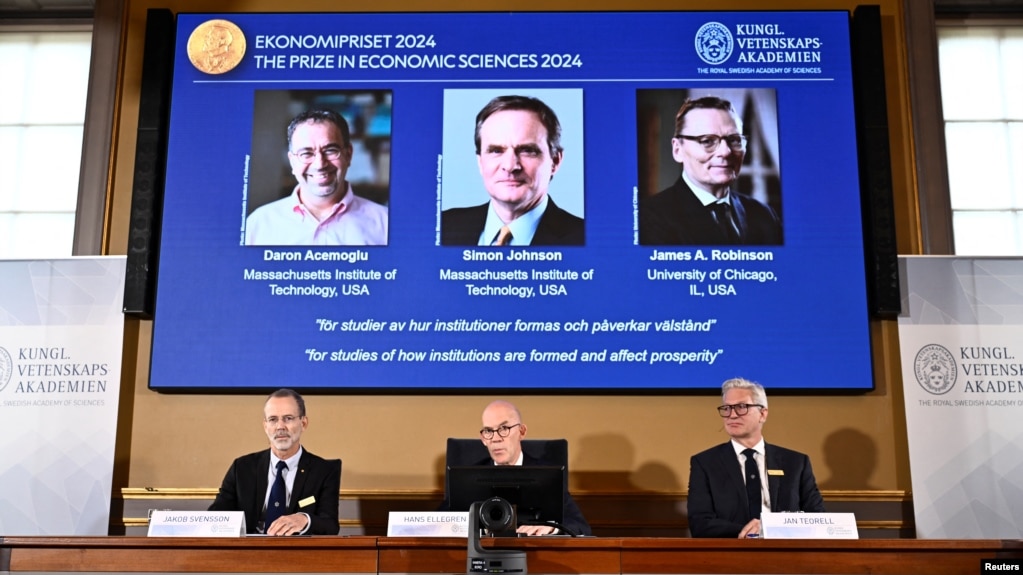 EKONOMIPRISET 2024
THE PRIZE IN ECONOMIC SCIENCES 2024
KUNGL.
VETENSKAPS-
AKADEMIEN
THE ROYAL SWEDISH ACADEMY OF SCIENCES
Daron Acemoglu
Massachusetts Institute of
Technology, USA
Simon Johnson
Massachusetts Institute of
Technology, USA
James A. Robinson
University of Chicago,
IL, USA
"för studier av hur institutioner formas och påverkar välstånd"
"for studies of how institutions are formed and affect prosperity"
KUNGL.
VETENSKAPS
AKADEMIEN
SWEDISH ACADEMY OF SCIENCES
KUNGL.
VETENSK
AKADEM
THE ROYAL SWEDISH ACADEMY OF
JAKOB SVENSSON
HANS ELLEGREN
JAN TEORELL
Reuters